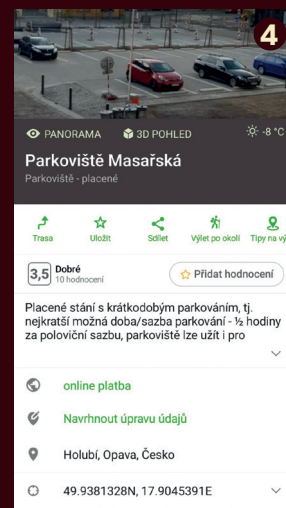 4
PANORAMA 3D POHLED -8 °C
Parkoviště Masařská
Parkoviště - placené
Trasa Uložit Sdílet Výlet po okolí Tipy na vý
3,5 Dobré Přidat hodnocení
10 hodnocení
Placené stání s krátkodobým parkováním, tj.
nejkratší možná doba/sazba parkování - ½ hodiny
za poloviční sazbu, parkoviště lze užít i pro
online platba
Navrhnout úpravu údajů
Holubí, Opava, Česko
49.9381328N, 17.9045391E